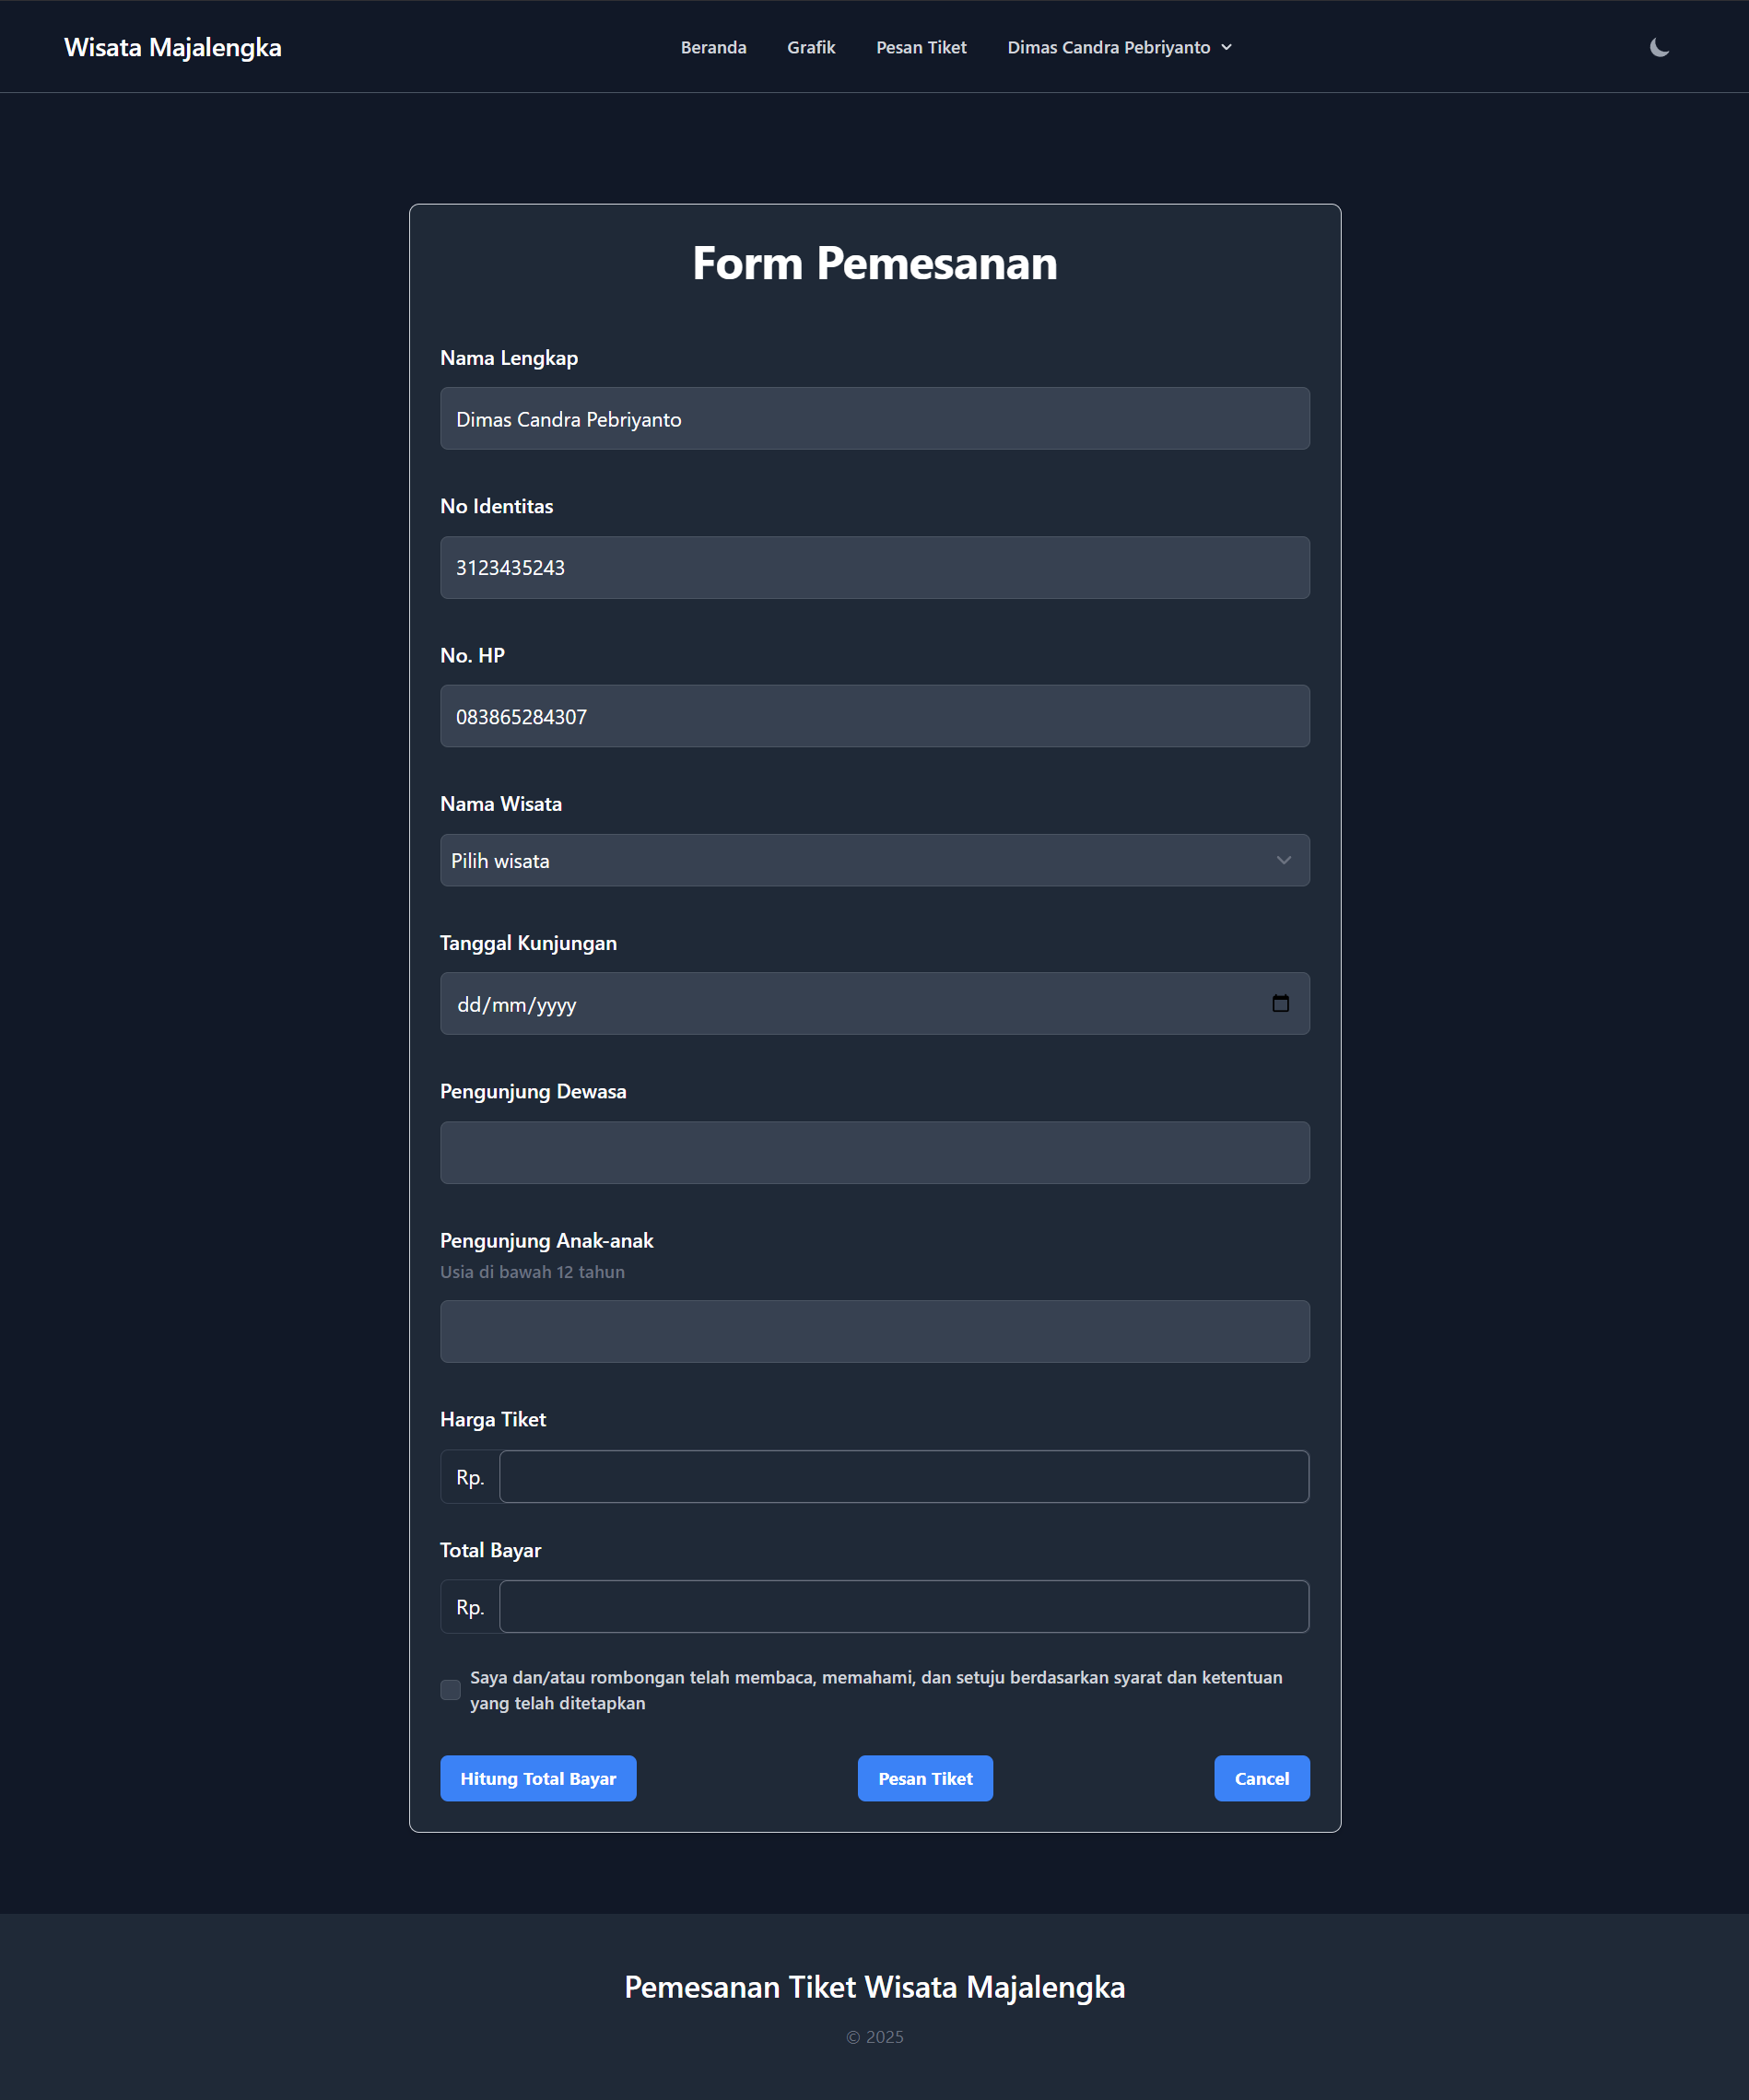 Wisata Majalengka
Beranda
Grafik
Pesan Tiket
Dimas Candra Pebriyanto
Form Pemesanan
Nama Lengkap
Dimas Candra Pebriyanto
No Identitas
3123435243
No. HP
083865284307
Nama Wisata
Pilih wisata
Tanggal Kunjungan
dd/mm/yyyy
Pengunjung Dewasa
Pengunjung Anak-anak
Usia di bawah 12 tahun
Harga Tiket
Rp.
Total Bayar
Rp.
Saya dan/atau rombongan telah membaca, memahami, dan setuju berdasarkan syarat dan ketentuan
yang telah ditetapkan
Hitung Total Bayar
Pesan Tiket
Cancel
Pemesanan Tiket Wisata Majalengka
© 2025